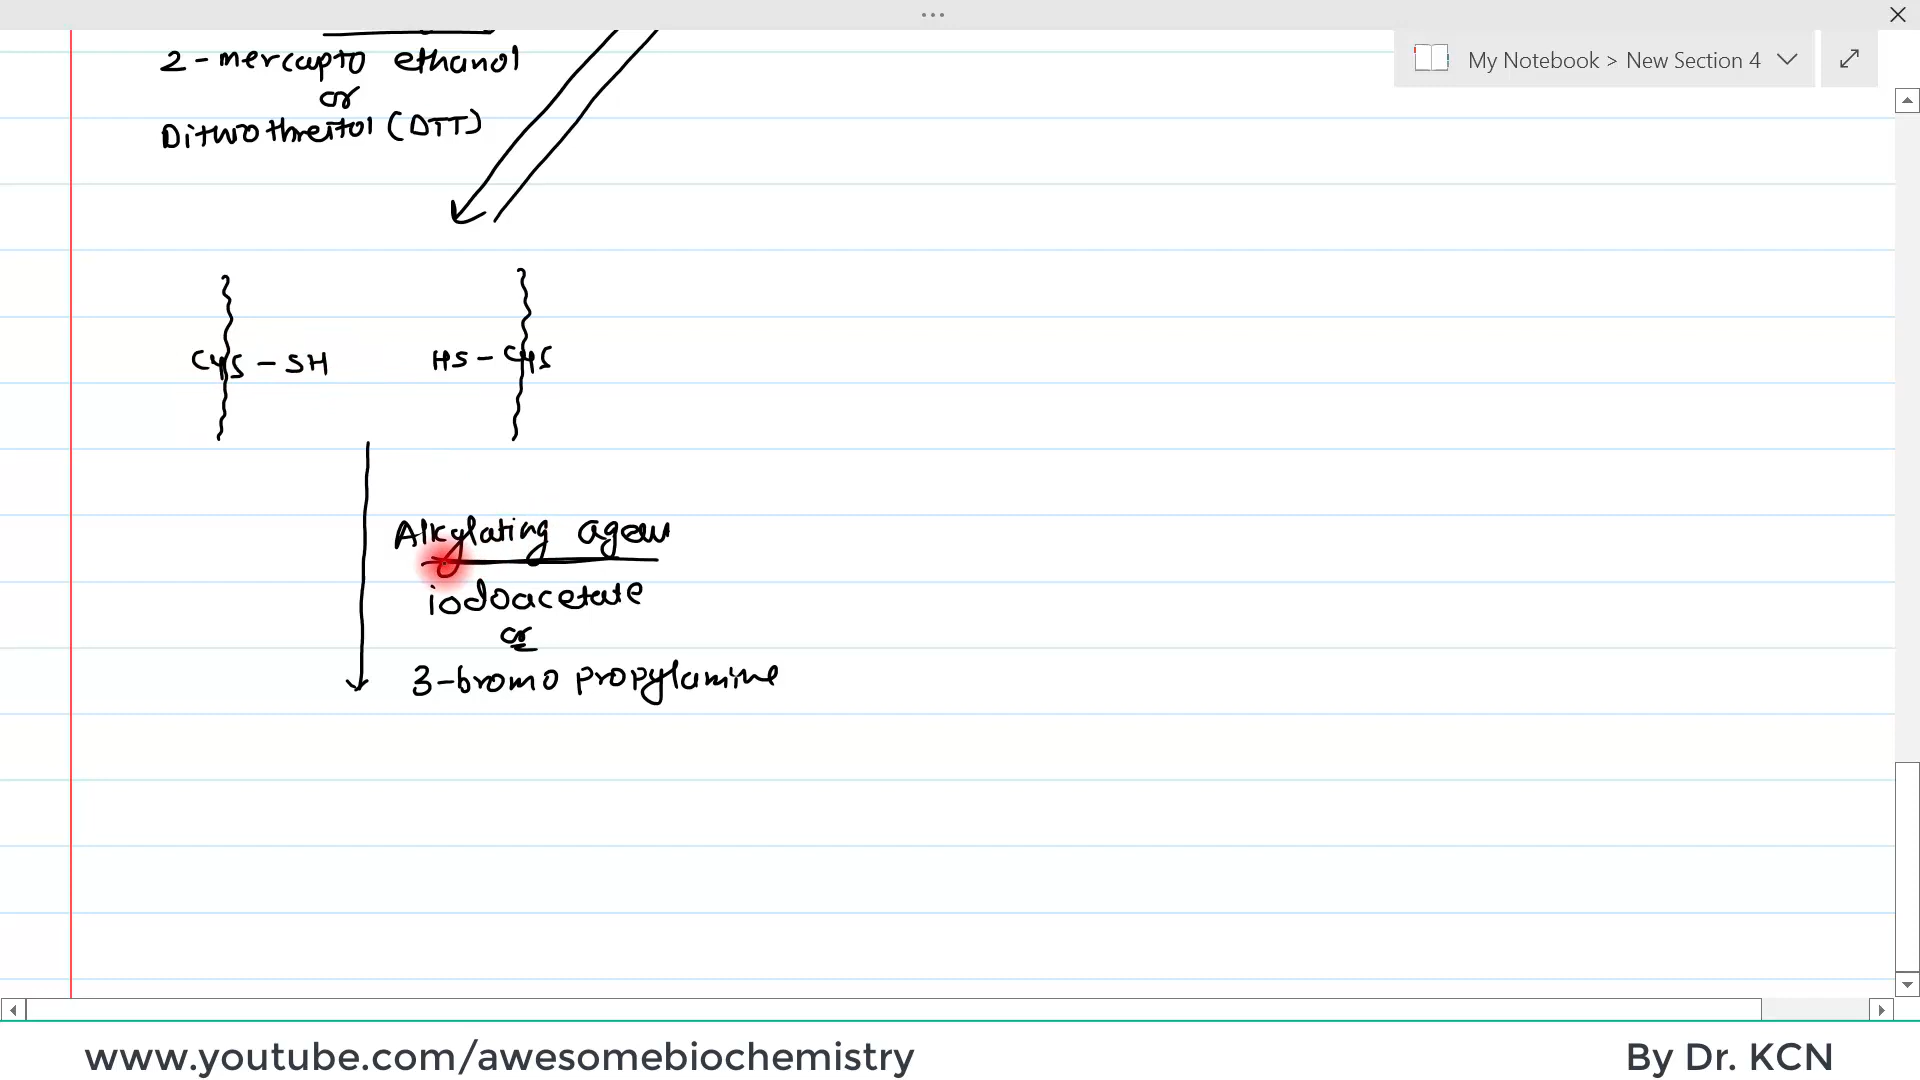 ...
My Notebook > New Section 4
2-mercapto ethanol
or
Dithiothreitol (DTT)
Cys-SH HS-Cys
Alkylating agent
iodoacetate
or
3-bromo propylamine
www.youtube.com/awesomebiochemistry By Dr. KCN